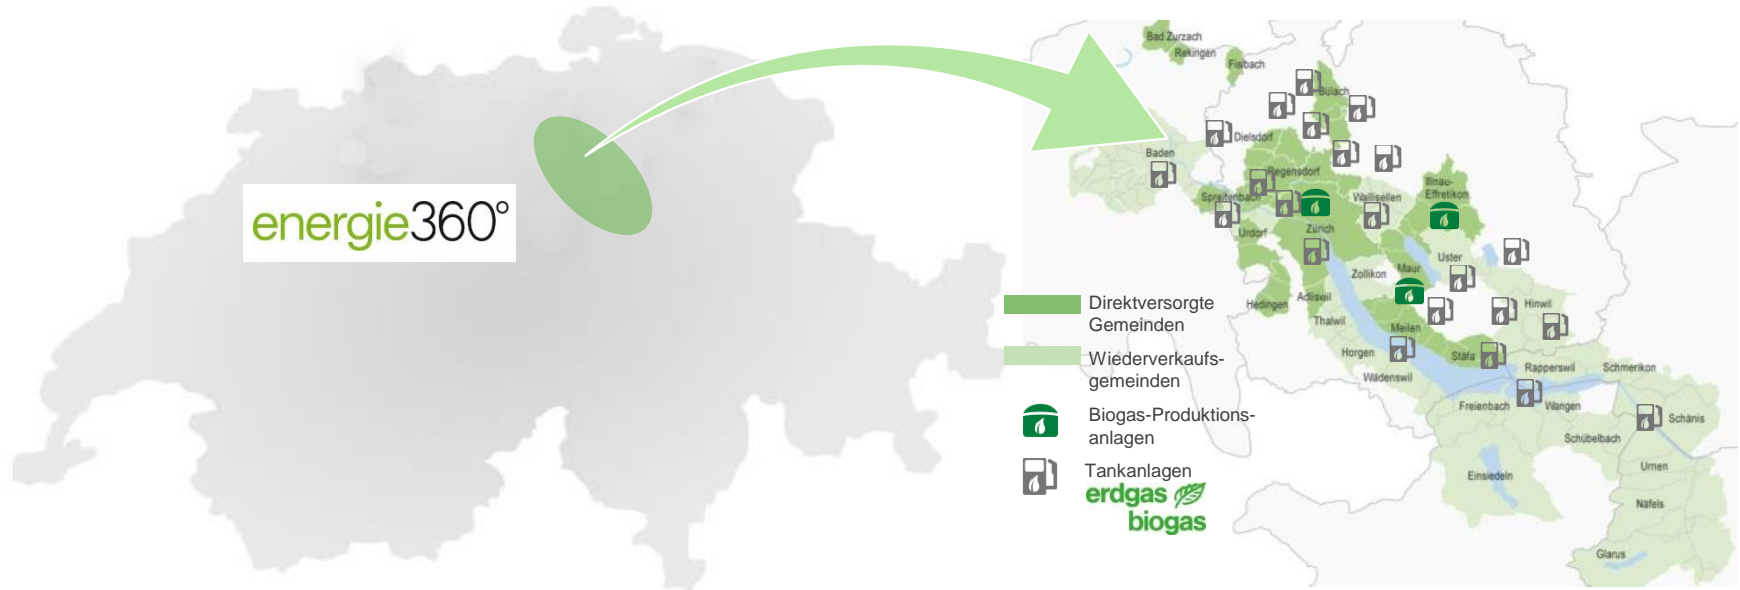 energie360°
Bad Zurzach
Rekingen
Fisibach
Bülach
Dielsdorf
Baden
Regensdorf
Illnau-
Effretikon
Spreitenbach
Wallisellen
Urdorf
Zürich
Uster
Zollikon
Maur
Hedingen
Adliswil
Hinwil
Thalwil
Meilen
Horgen
Stäfa
Rapperswil
Schmerikon
Wädenswil
Freienbach
Wangen
Schänis
Schübelbach
Einsiedeln
Urnen
Näfels
Glarus
Direktversorgte
Gemeinden
Wiederverkaufs-
gemeinden
Biogas-Produktions-
anlagen
Tankanlagen
erdgas
biogas